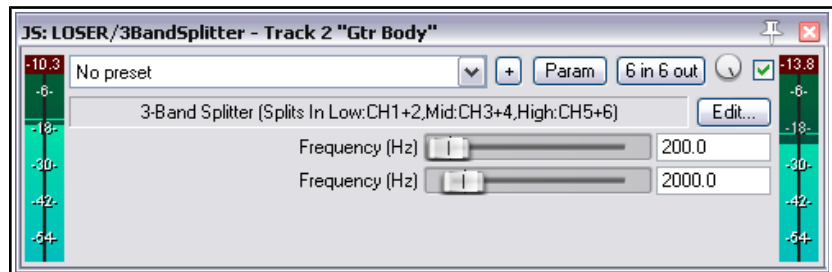 JS: LOSER/3BandSplitter - Track 2 "Gtr Body"
-10.3 No preset + Param 6 in 6 out -13.8
-6- -6-
3-Band Splitter (Splits In Low:CH1+2,Mid:CH3+4,High:CH5+6) Edit...
-18- -18-
Frequency (Hz) 200.0
-30- -30-
Frequency (Hz) 2000.0
-42- -42-
-54- -54-